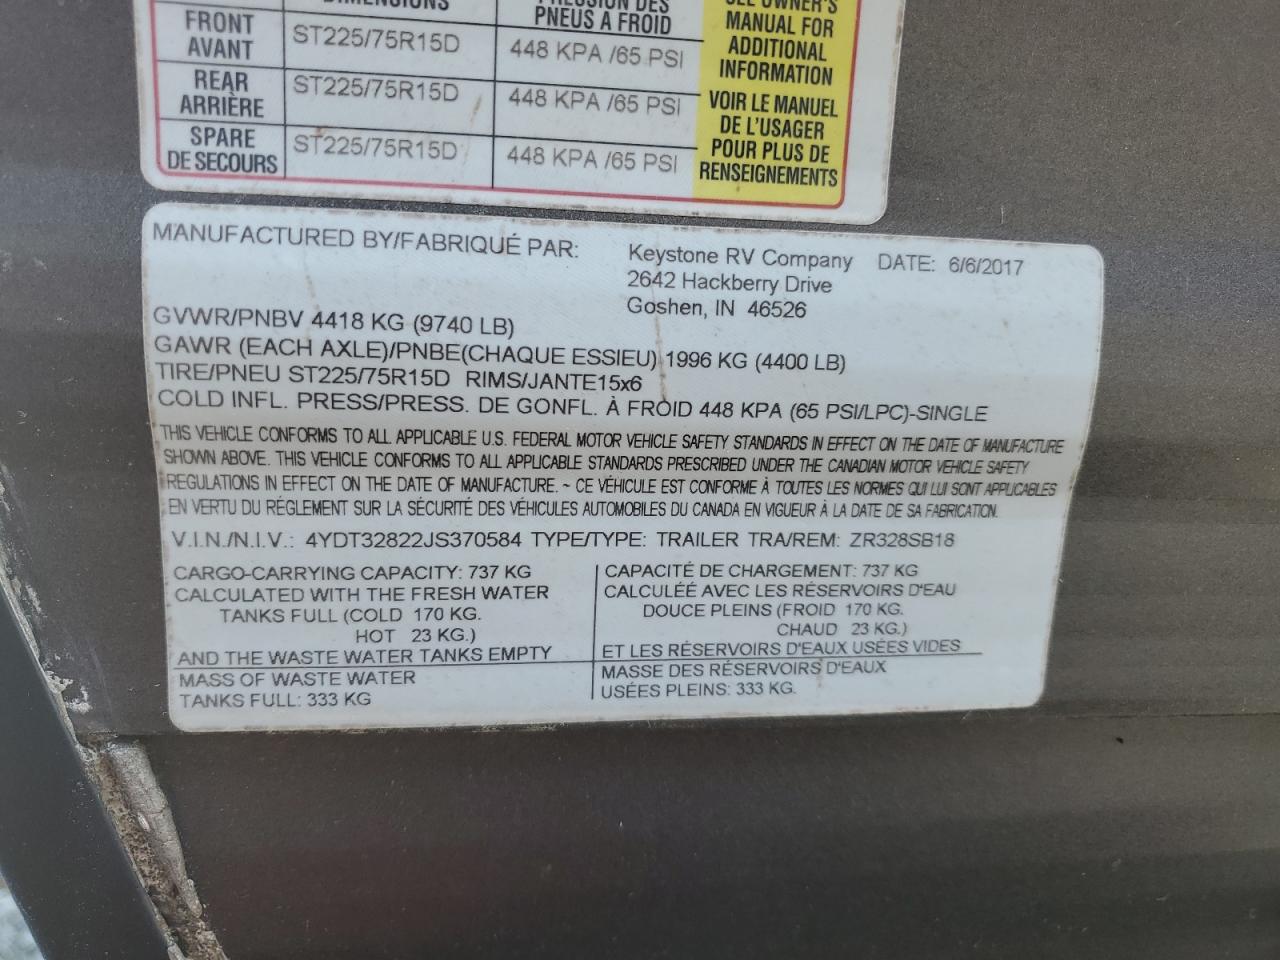 DIMENSIONS PRESSION DES SEE OWNER'S
PNEUS A FROID MANUAL FOR
FRONT ST225/75R15D 448 KPA /65 PSI ADDITIONAL
AVANT INFORMATION
REAR ST225/75R15D 448 KPA /65 PSI VOIR LE MANUEL
ARRIÈRE DE L'USAGER
SPARE ST225/75R15D 448 KPA /65 PSI POUR PLUS DE
DE SECOURS RENSEIGNEMENTS
MANUFACTURED BY/FABRIQUÉ PAR: Keystone RV Company DATE: 6/6/2017
2642 Hackberry Drive
Goshen, IN 46526
GVWR/PNBV 4418 KG (9740 LB)
GAWR (EACH AXLE)/PNBE(CHAQUE ESSIEU) 1996 KG (4400 LB)
TIRE/PNEU ST225/75R15D RIMS/JANTE15x6
COLD INFL. PRESS/PRESS. DE GONFL. À FROID 448 KPA (65 PSI/LPC)-SINGLE
THIS VEHICLE CONFORMS TO ALL APPLICABLE U.S. FEDERAL MOTOR VEHICLE SAFETY STANDARDS IN EFFECT ON THE DATE OF MANUFACTURE
SHOWN ABOVE. THIS VEHICLE CONFORMS TO ALL APPLICABLE STANDARDS PRESCRIBED UNDER THE CANADIAN MOTOR VEHICLE SAFETY
REGULATIONS IN EFFECT ON THE DATE OF MANUFACTURE. ~ CE VÉHICULE EST CONFORME À TOUTES LES NORMES QUI LUI SONT APPLICABLES
EN VERTU DU RÉGLEMENT SUR LA SÉCURITÉ DES VÉHICULES AUTOMOBILES DU CANADA EN VIGUEUR À LA DATE DE SA FABRICATION.
V.I.N./N.I.V.: 4YDT32822JS370584 TYPE/TYPE: TRAILER TRA/REM: ZR328SB18
CARGO-CARRYING CAPACITY: 737 KG
CALCULATED WITH THE FRESH WATER
TANKS FULL (COLD 170 KG.
HOT 23 KG.)
AND THE WASTE WATER TANKS EMPTY
MASS OF WASTE WATER
TANKS FULL: 333 KG
CAPACITÉ DE CHARGEMENT: 737 KG
CALCULÉE AVEC LES RÉSERVOIRS D'EAU
DOUCE PLEINS (FROID 170 KG.
CHAUD 23 KG.)
ET LES RÉSERVOIRS D'EAUX USÉES VIDES
MASSE DES RÉSERVOIRS D'EAUX
USÉES PLEINS: 333 KG.